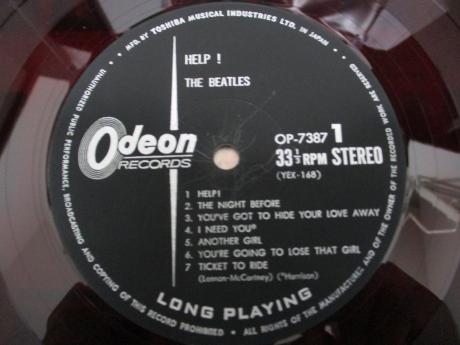 MFG. BY TOSHIBA MUSICAL INDUSTRIES LTD. IN JAPAN
ALL RIGHTS OF THE MANUFACTURER AND OF THE OWNER OF THE RECORDED WORK ARE RESERVED
UNAUTHORIZED PUBLIC PERFORMANCE, BROADCASTING AND COPYING OF THIS RECORD PROHIBITED
HELP !
THE BEATLES
Odeon
RECORDS
OP-7387 1
33 1/3 RPM STEREO
(YEX-168)
1 HELP!
2. THE NIGHT BEFORE
3. YOU'VE GOT TO HIDE YOUR LOVE AWAY
4. I NEED YOU*
5. ANOTHER GIRL
6. YOU'RE GOING TO LOSE THAT GIRL
7 TICKET TO RIDE
(Lennon-McCartney) (*Harrison)
LONG PLAYING